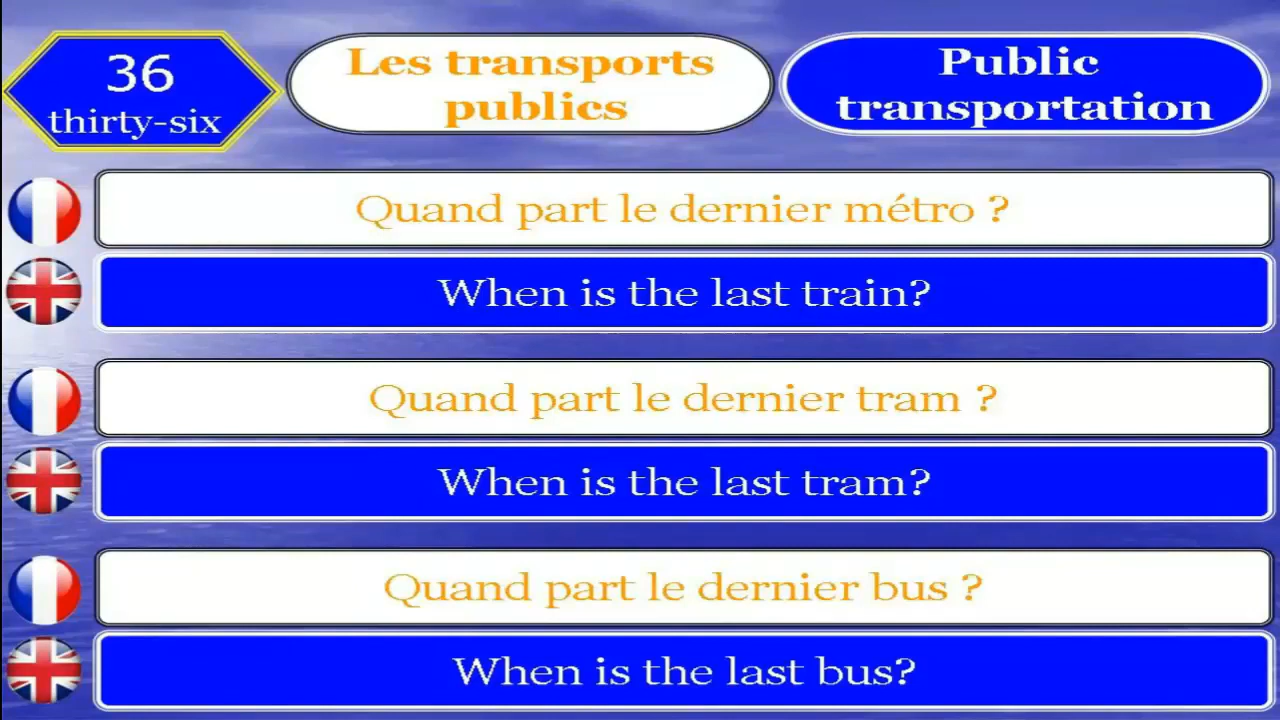 36
thirty-six
Les transports
publics
Public
transportation
Quand part le dernier métro ?
When is the last train?
Quand part le dernier tram ?
When is the last tram?
Quand part le dernier bus ?
When is the last bus?